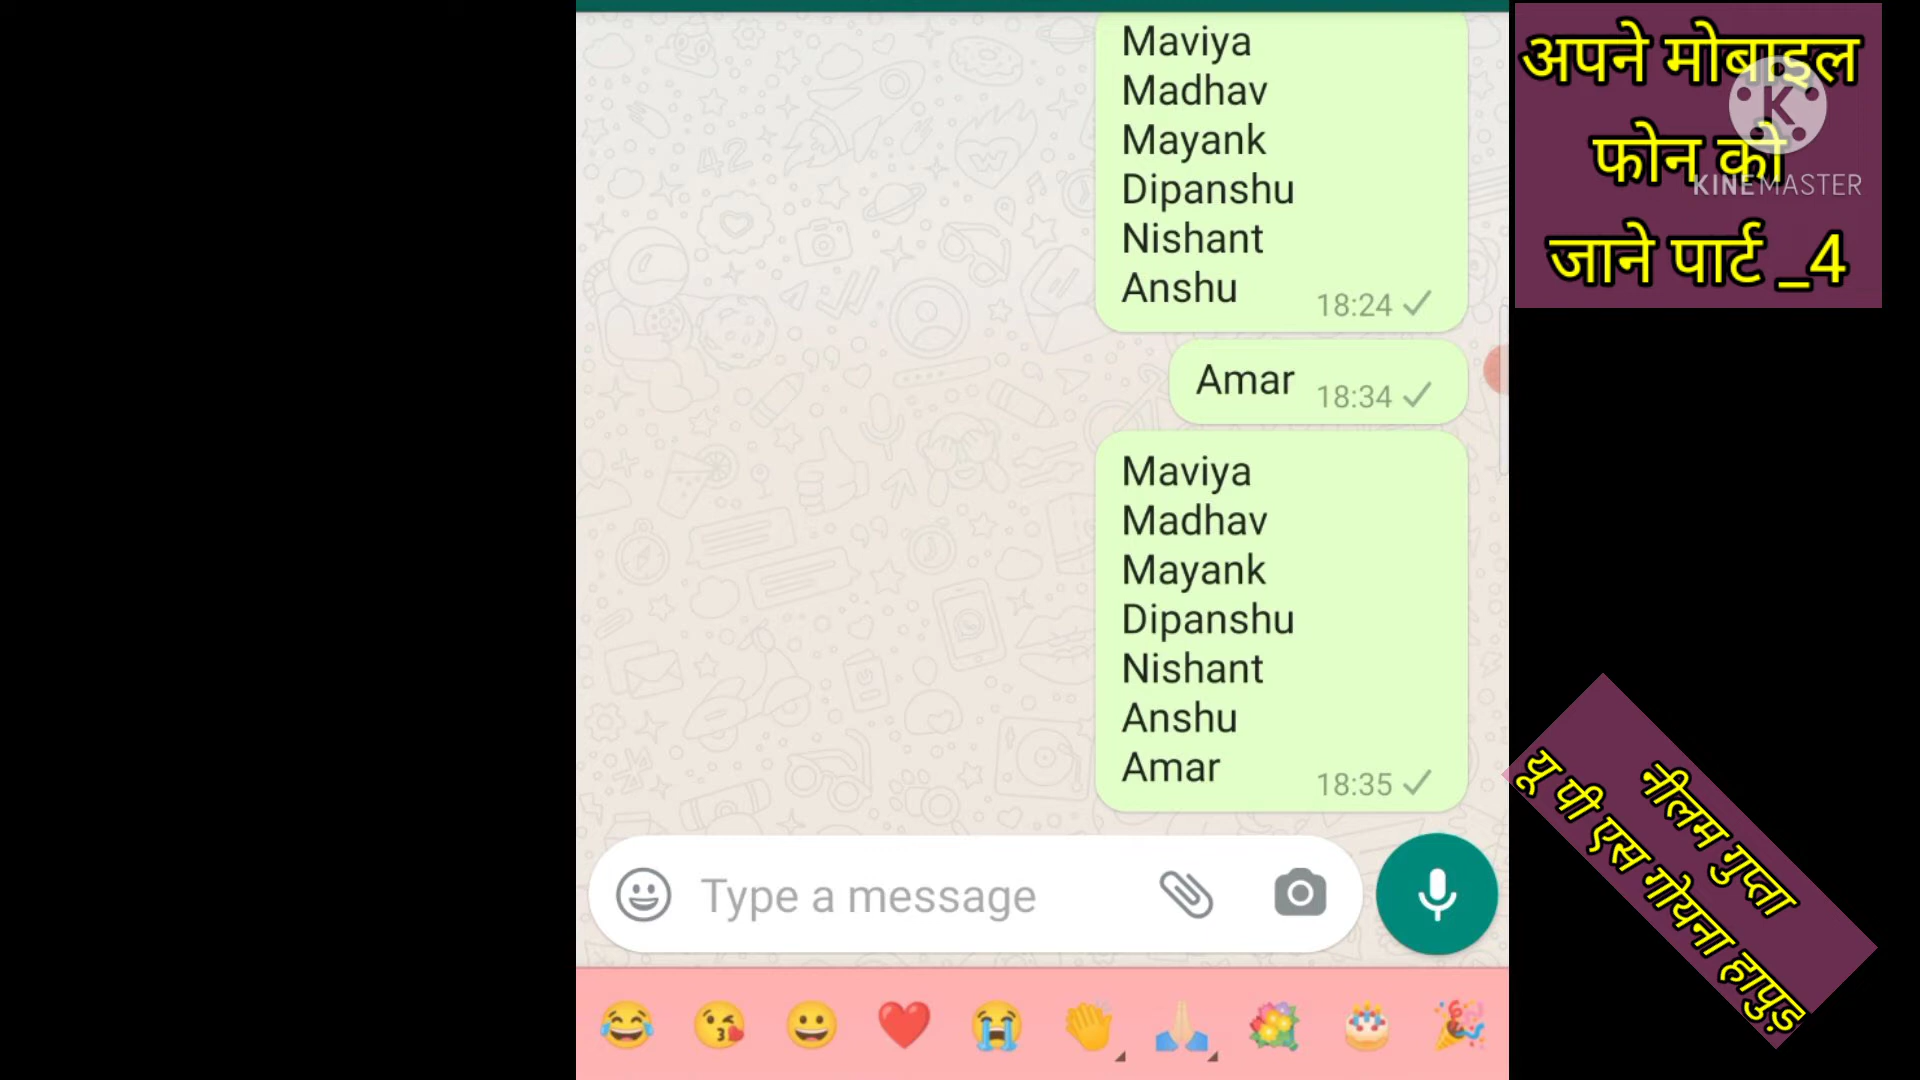 Maviya
Madhav
Mayank
Dipanshu
Nishant
Anshu
18:24
Amar
18:34
Maviya
Madhav
Mayank
Dipanshu
Nishant
Anshu
Amar
18:35
Type a message
अपने मोबाइल
फोन को
जाने पार्ट _4
KINEMASTER
नीलम गुप्ता
यू पी एस गोयना हापुड़